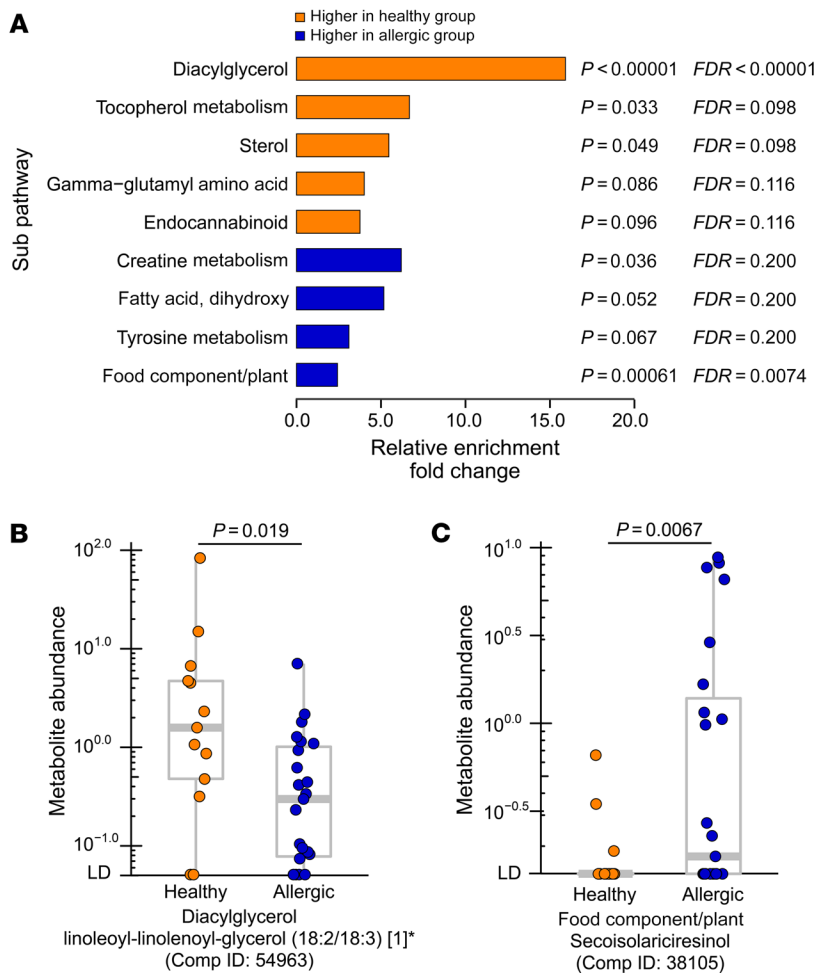 A
Higher in healthy group
Higher in allergic group
Sub pathway
Diacylglycerol P < 0.00001 FDR < 0.00001
Tocopherol metabolism P = 0.033 FDR = 0.098
Sterol P = 0.049 FDR = 0.098
Gamma−glutamyl amino acid P = 0.086 FDR = 0.116
Endocannabinoid P = 0.096 FDR = 0.116
Creatine metabolism P = 0.036 FDR = 0.200
Fatty acid, dihydroxy P = 0.052 FDR = 0.200
Tyrosine metabolism P = 0.067 FDR = 0.200
Food component/plant P = 0.00061 FDR = 0.0074
0.0 5.0 10.0 15.0 20.0
Relative enrichment
fold change
B
P = 0.019
Metabolite abundance
10^2.0
10^1.0
10^0.0
10^−1.0
LD
Healthy Allergic
Diacylglycerol
linoleoyl-linolenoyl-glycerol (18:2/18:3) [1]*
(Comp ID: 54963)
C
P = 0.0067
Metabolite abundance
10^1.0
10^0.5
10^0.0
10^−0.5
LD
Healthy Allergic
Food component/plant
Secoisolariciresinol
(Comp ID: 38105)